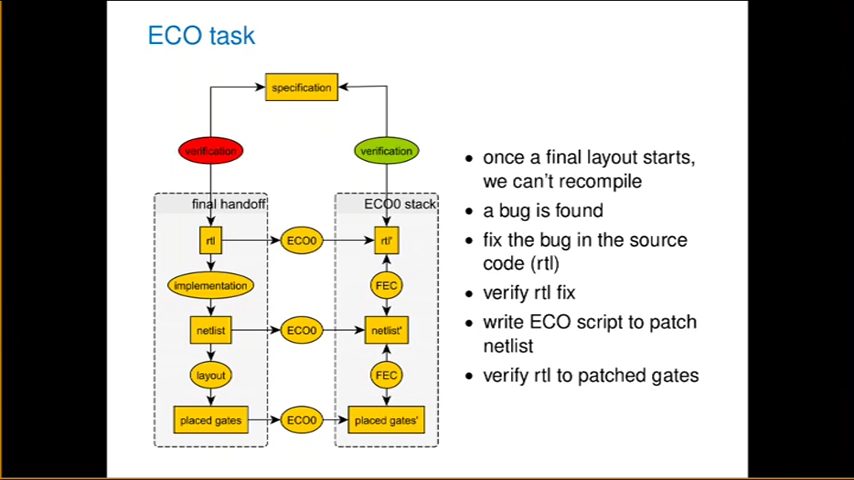 ECO task
specification
verification
verification
final handoff
ECO0 stack
rtl
ECO0
rtl'
implementation
FEC
netlist
ECO0
netlist'
layout
FEC
placed gates
ECO0
placed gates'
• once a final layout starts,
we can't recompile
• a bug is found
• fix the bug in the source
code (rtl)
• verify rtl fix
• write ECO script to patch
netlist
• verify rtl to patched gates